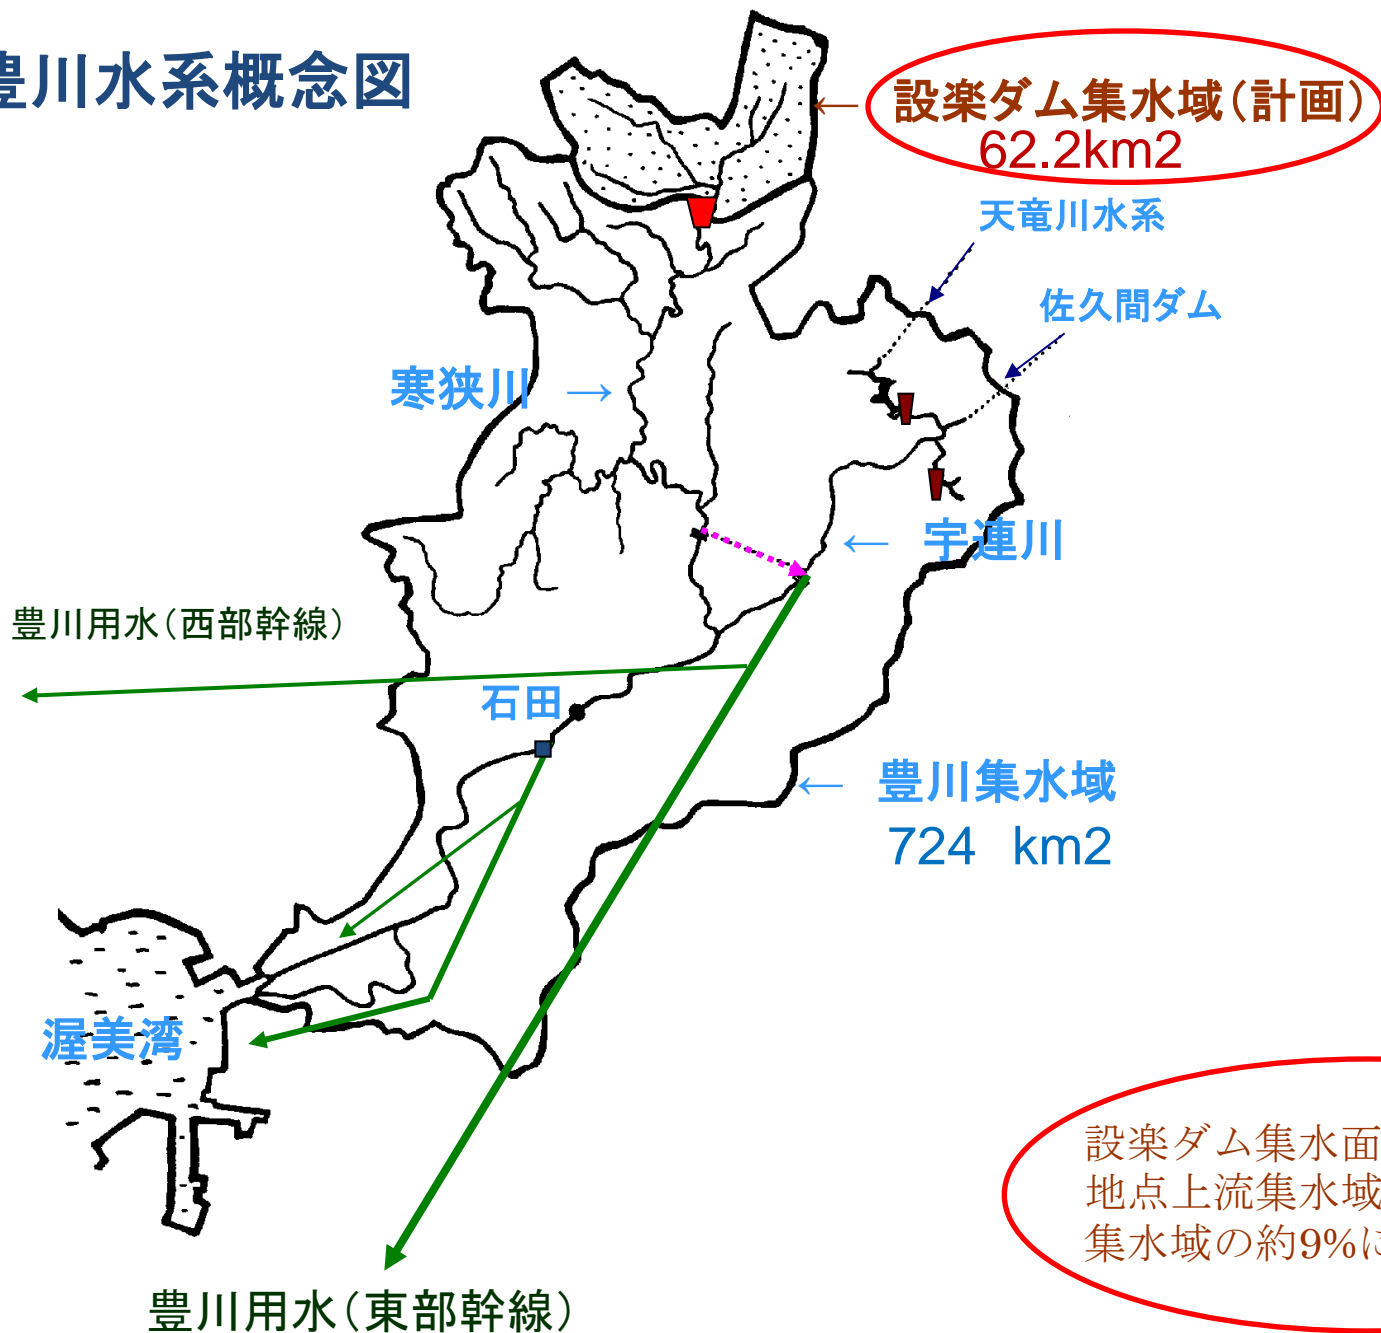 豊川水系概念図
← 設楽ダム集水域(計画)
62.2km2
天竜川水系
佐久間ダム
寒狭川 →
← 宇連川
豊川用水(西部幹線)
石田
← 豊川集水域
724 km2
渥美湾
設楽ダム集水面
地点上流集水域
集水域の約9%に
豊川用水(東部幹線)